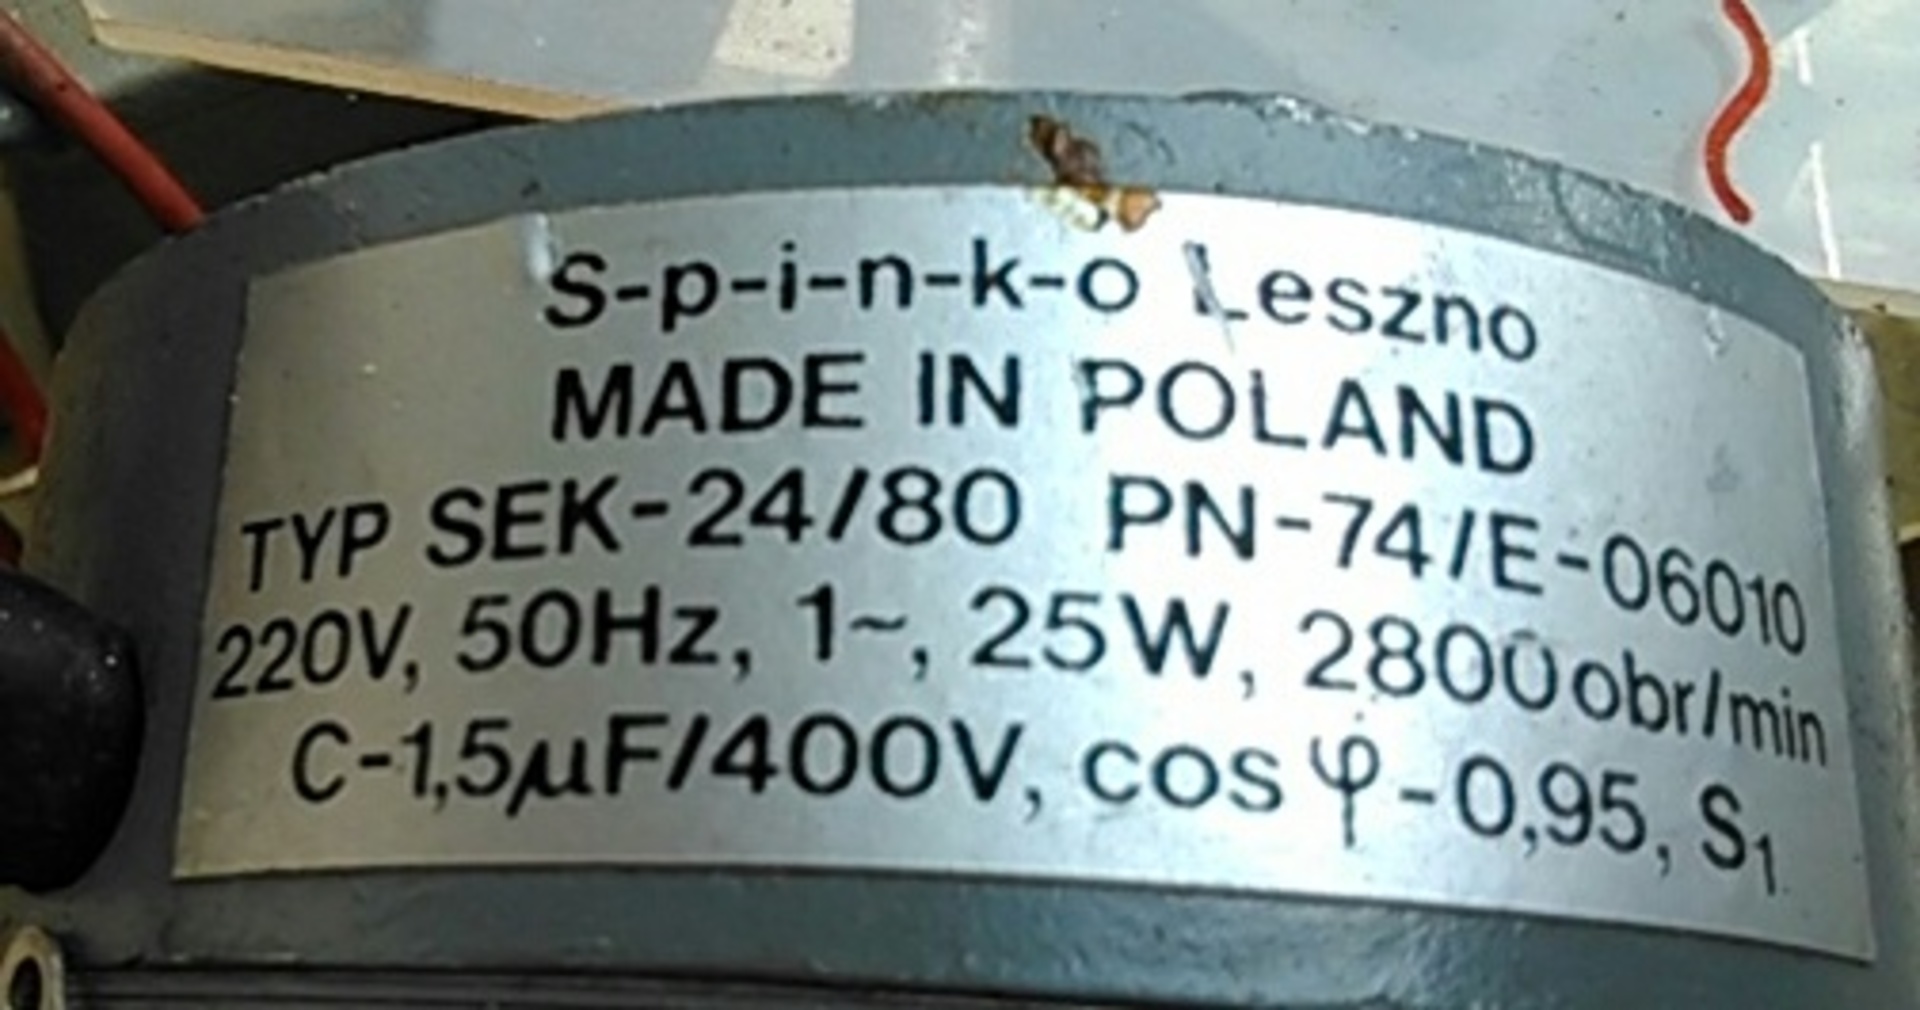 S-p-i-n-k-o Leszno
MADE IN POLAND
TYP SEK-24/80 PN-74/E-06010
220V, 50Hz, 1~, 25W, 2800obr/min
C-1,5µF/400V, cos φ-0,95, S₁